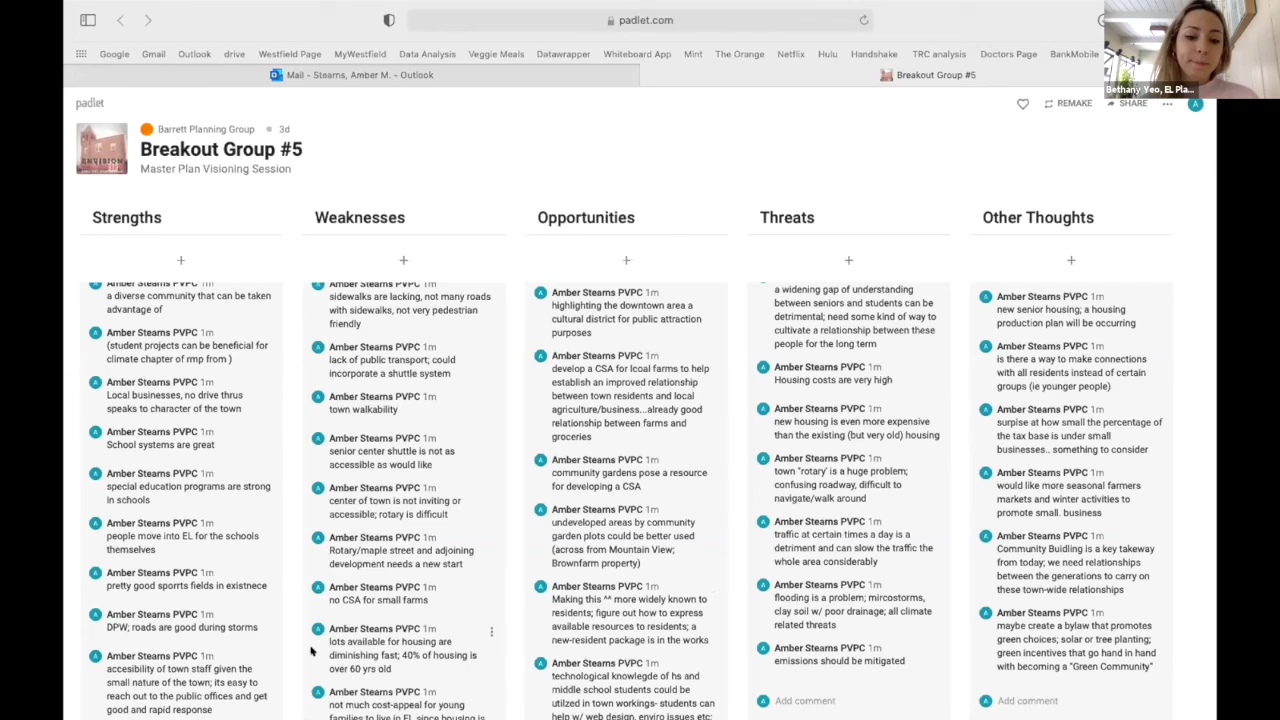 padlet.com
Google Gmail Outlook drive Westfield Page MyWestfield Data Analysis Veggie Meals Datawrapper Whiteboard App Mint The Orange Netflix Hulu Handshake TRC analysis Doctors Page BankMobile
Mail - Stearns, Amber M. - Outlook
Breakout Group #5
Bethany Yeo, EL Pla...
padlet
REMAKE
SHARE
A
Barrett Planning Group
3d
ENVISION
Breakout Group #5
Master Plan Visioning Session
Strengths
+
Amber Stearns PVPC 1m
a diverse community that can be taken
advantage of
Amber Stearns PVPC 1m
(student projects can be beneficial for
climate chapter of mp from )
Amber Stearns PVPC 1m
Local businesses, no drive thrus
speaks to character of the town
Amber Stearns PVPC 1m
School systems are great
Amber Stearns PVPC 1m
special education programs are strong
in schools
Amber Stearns PVPC 1m
people move into EL for the schools
themselves
Amber Stearns PVPC 1m
pretty good sporrts fields in existnece
Amber Stearns PVPC 1m
DPW; roads are good during storms
Amber Stearns PVPC 1m
accesibility of town staff given the
small nature of the town; its easy to
reach out to the public offices and get
good and rapid response
Weaknesses
+
Amber Stearns PVPC 1m
sidewalks are lacking, not many roads
with sidewalks, not very pedestrian
friendly
Amber Stearns PVPC 1m
lack of public transport; could
incorporate a shuttle system
Amber Stearns PVPC 1m
town walkability
Amber Stearns PVPC 1m
senior center shuttle is not as
accessible as would like
Amber Stearns PVPC 1m
center of town is not inviting or
accessible; rotary is difficult
Amber Stearns PVPC 1m
Rotary/maple street and adjoining
development needs a new start
Amber Stearns PVPC 1m
no CSA for small farms
Amber Stearns PVPC 1m
lots available for housing are
diminishing fast; 40% of housing is
over 60 yrs old
Amber Stearns PVPC 1m
not much cost-appeal for young
families to live in EL since housing is
Opportunities
+
Amber Stearns PVPC 1m
highlighting the downtown area a
cultural district for public attraction
purposes
Amber Stearns PVPC 1m
develop a CSA for lcoal farms to help
establish an improved relationship
between town residents and local
agriculture/business...already good
relationship between farms and
groceries
Amber Stearns PVPC 1m
community gardens pose a resource
for developing a CSA
Amber Stearns PVPC 1m
undeveloped areas by community
garden plots could be better used
(across from Mountain View;
Brownfarm property)
Amber Stearns PVPC 1m
Making this ^^ more widely known to
residents; figure out how to express
available resources to residents; a
new-resident package is in the works
Amber Stearns PVPC 1m
technological knowlegde of hs and
middle school students could be
utilzed in town workings- students can
help w/ web design, enviro issues etc;
Threats
+
a widening gap of understanding
between seniors and students can be
detrimental; need some kind of way to
cultivate a relationship between these
people for the long term
Amber Stearns PVPC 1m
Housing costs are very high
Amber Stearns PVPC 1m
new housing is even more expensive
than the existing (but very old) housing
Amber Stearns PVPC 1m
town "rotary' is a huge problem;
confusing roadway, difficult to
navigate/walk around
Amber Stearns PVPC 1m
traffic at certain times a day is a
detriment and can slow the traffic the
whole area considerably
Amber Stearns PVPC 1m
flooding is a problem; mircostorms,
clay soil w/ poor drainage; all climate
related threats
Amber Stearns PVPC 1m
emissions should be mitigated
Add comment
Other Thoughts
+
Amber Stearns PVPC 1m
new senior housing; a housing
production plan will be occurring
Amber Stearns PVPC 1m
is there a way to make connections
with all residents instead of certain
groups (ie younger people)
Amber Stearns PVPC 1m
surpise at how small the percentage of
the tax base is under small
businesses.. something to consider
Amber Stearns PVPC 1m
would like more seasonal farmers
markets and winter activities to
promote small. business
Amber Stearns PVPC 1m
Community Buidling is a key takeway
from today; we need relationships
between the generations to carry on
these town-wide relationships
Amber Stearns PVPC 1m
maybe create a bylaw that promotes
green choices; solar or tree planting;
green incentives that go hand in hand
with becoming a "Green Community"
Add comment